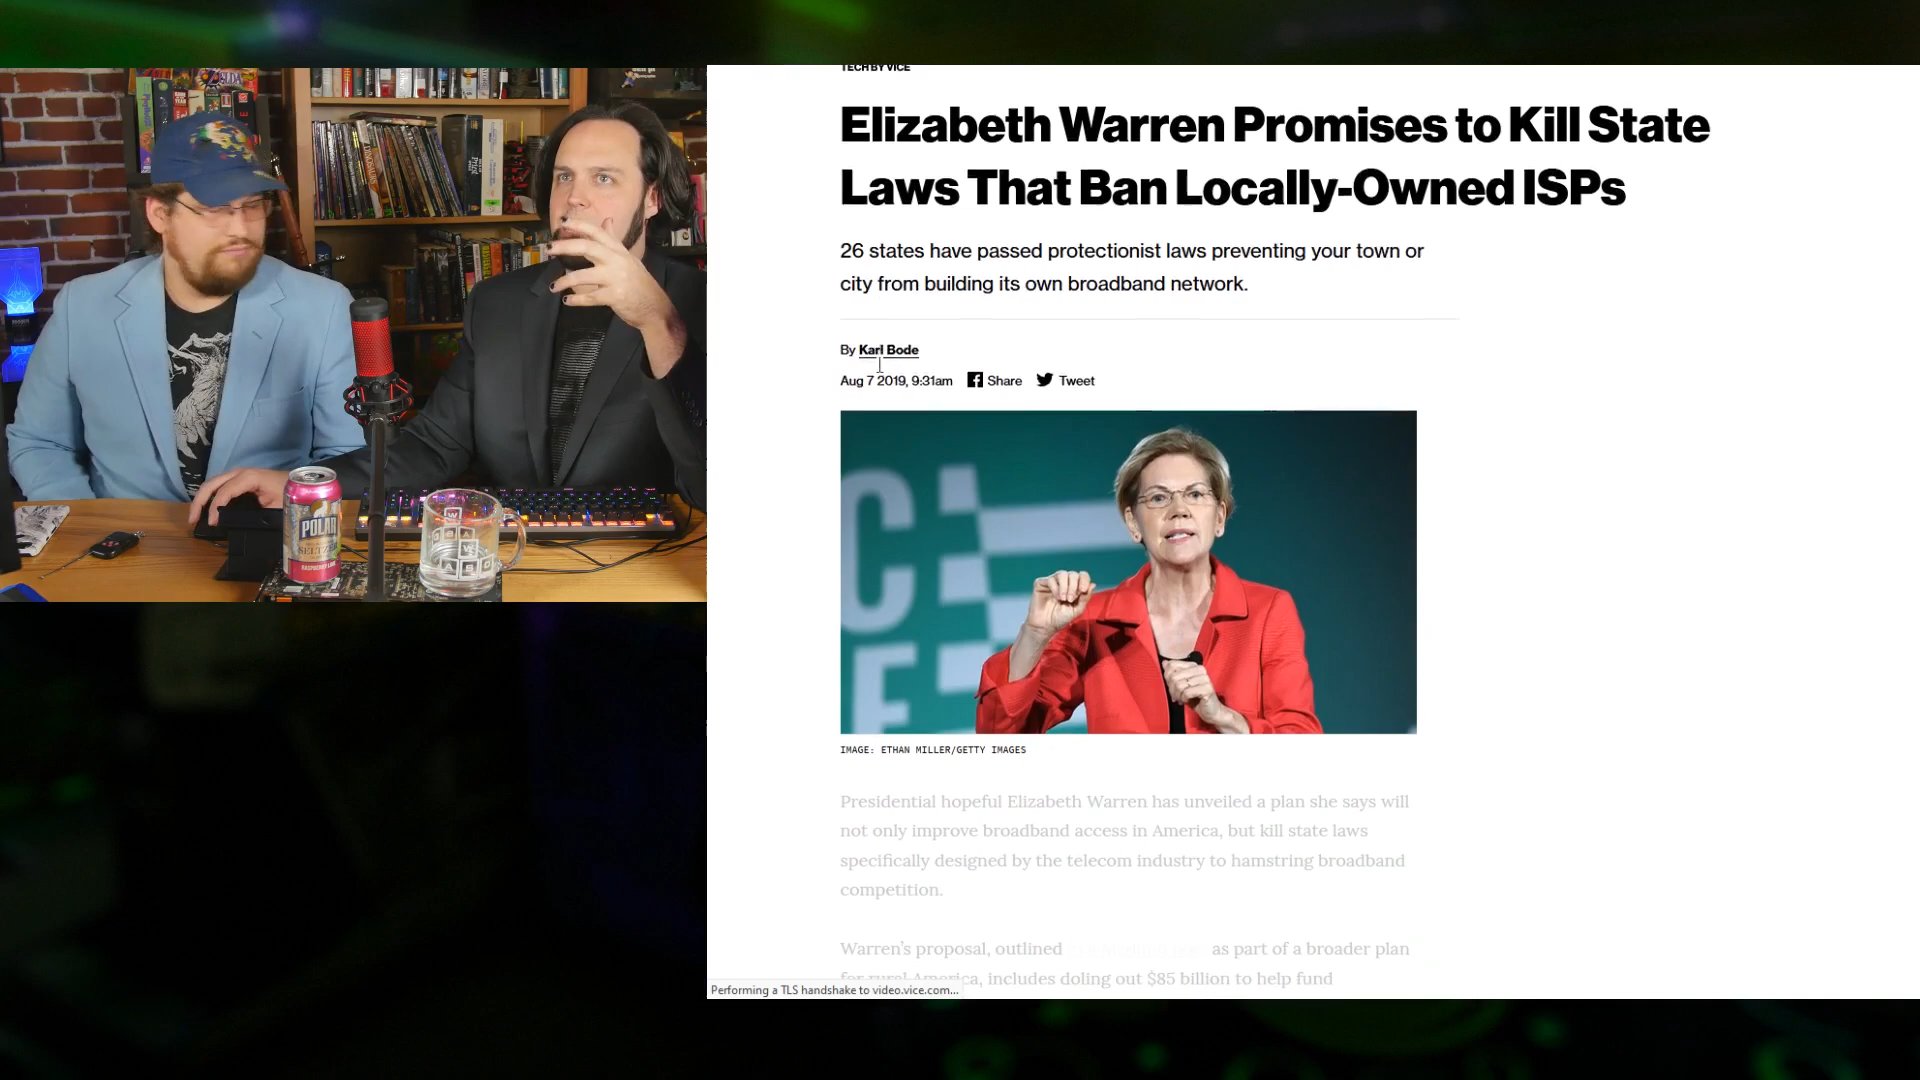 TECH BY VICE
Elizabeth Warren Promises to Kill State
Laws That Ban Locally-Owned ISPs
26 states have passed protectionist laws preventing your town or
city from building its own broadband network.
By Karl Bode
Aug 7 2019, 9:31am Share Tweet
C
F
IMAGE: ETHAN MILLER/GETTY IMAGES
Presidential hopeful Elizabeth Warren has unveiled a plan she says will
not only improve broadband access in America, but kill state laws
specifically designed by the telecom industry to hamstring broadband
competition.
Warren's proposal, outlined as part of a broader plan
for rural America, includes doling out $85 billion to help fund
Performing a TLS handshake to video.vice.com...
POLAR
SELTZER
W
A S D